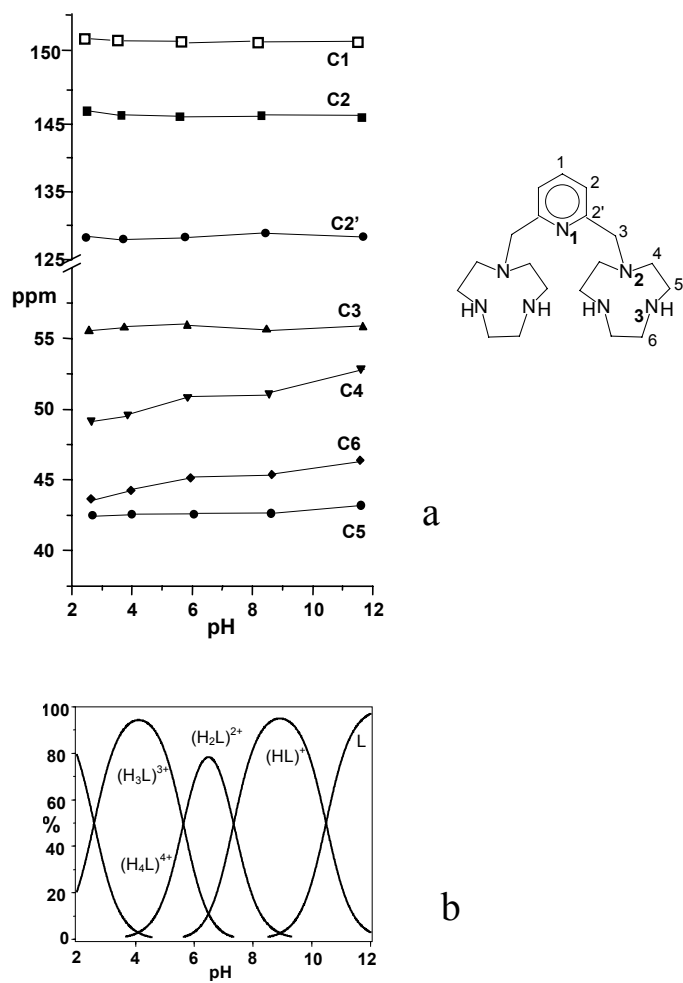 150
C1
C2
145
135
C2'
125
ppm
C3
55
C4
50
C6
45
C5
40
2 4 6 8 10 12
pH
1
2
2'
N1
3
4
N N2
5
HN NH HN 3 NH
6
a
100
80
60
%
40
20
0
(H2L)2+
(HL)+
L
(H3L)3+
(H4L)4+
2 4 6 8 10 12
pH
b